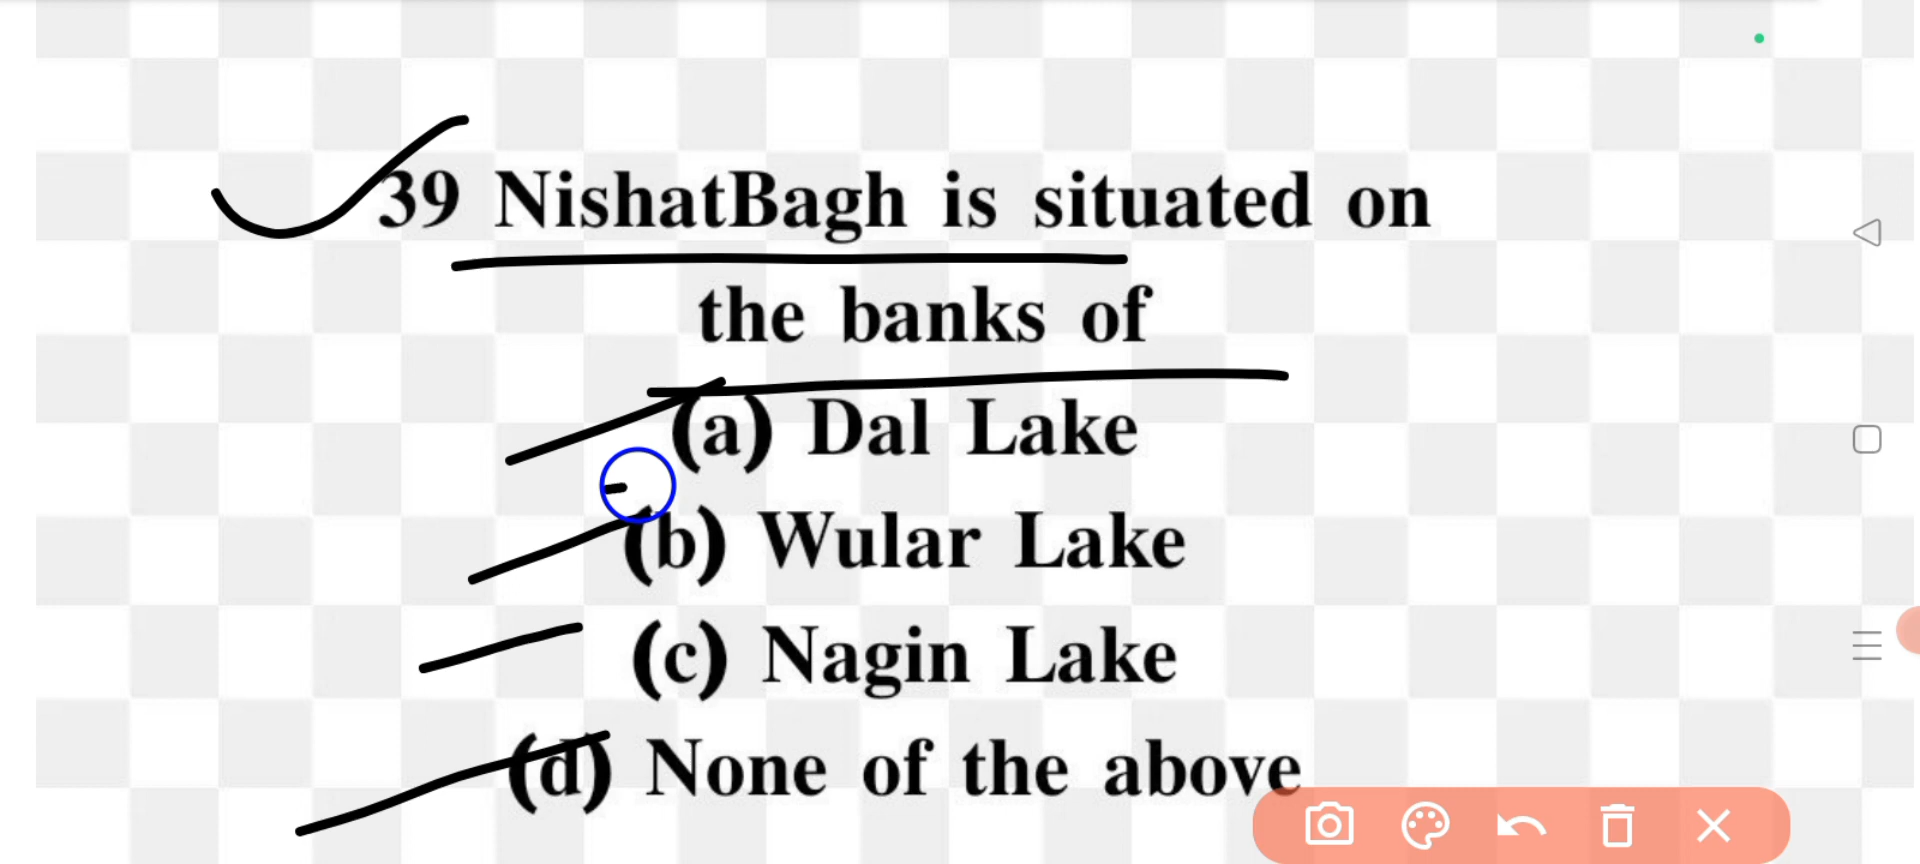 39 NishatBagh is situated on
the banks of
(a) Dal Lake
(b) Wular Lake
(c) Nagin Lake
(d) None of the above